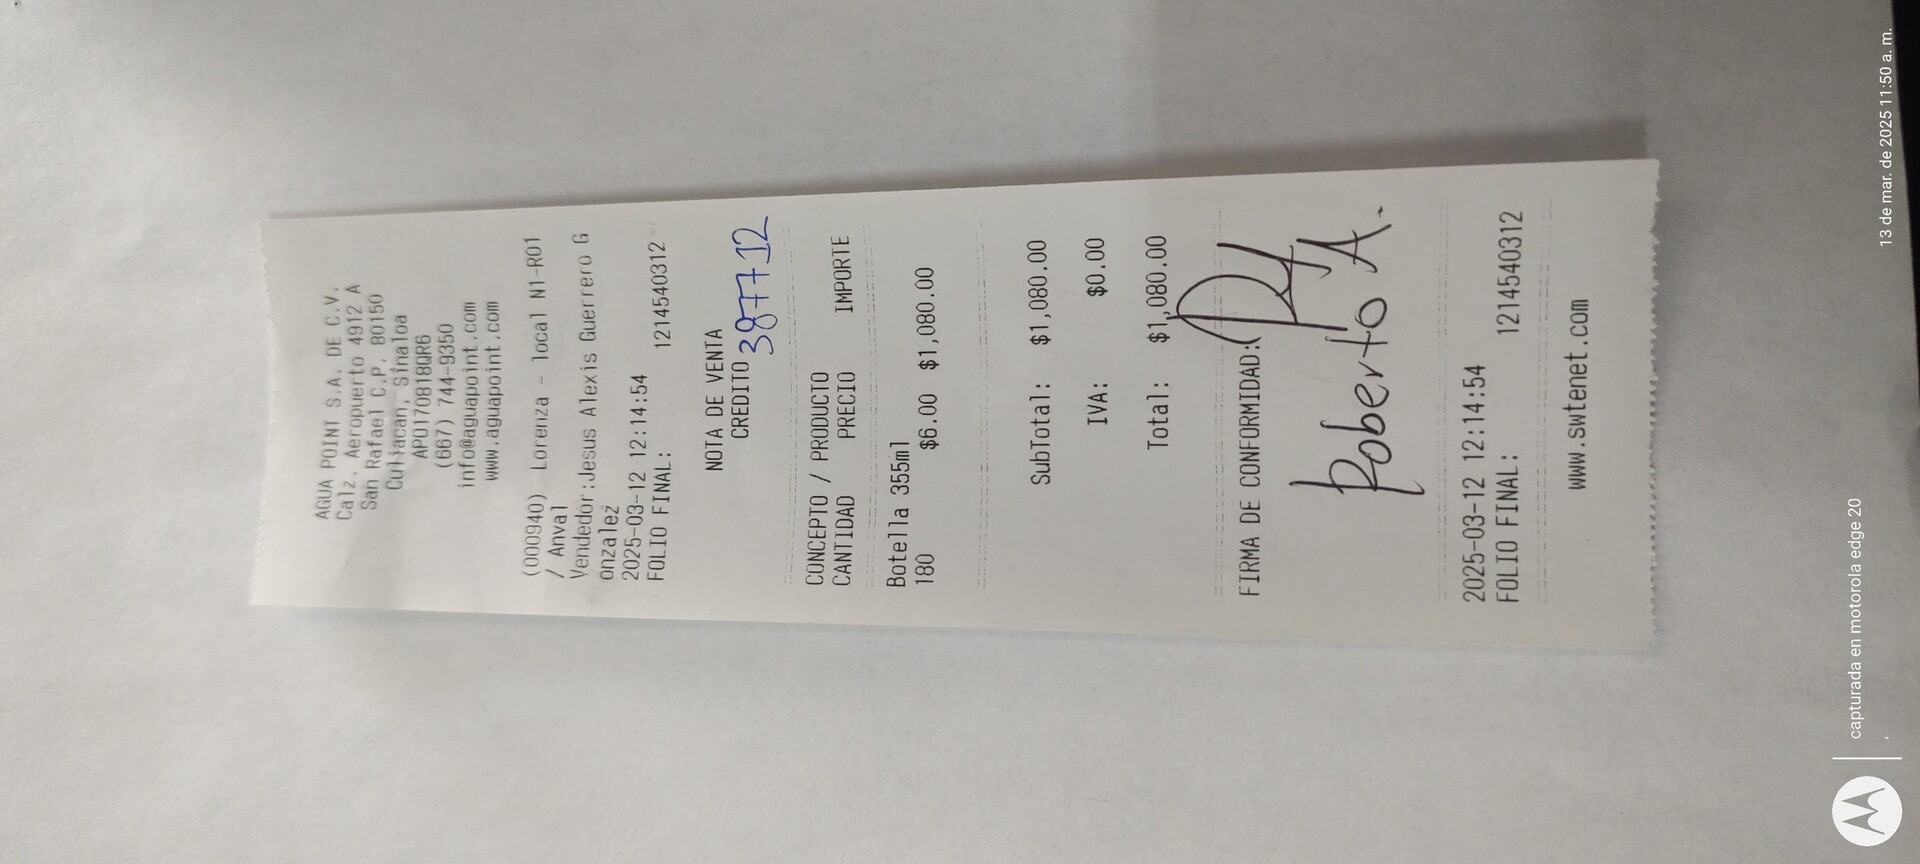 AGUA POINT S.A. DE C.V.
Calz. Aeropuerto 4912 A
San Rafael C.P. 80150
Culiacan, Sinaloa
APO170818QR6
(667) 744-9350
info@aguapoint.com
www.aguapoint.com
(000940) Lorenza - local N1-R01
/ Anval
Vendedor:Jesus Alexis Guerrero G
onzalez
2025-03-12 12:14:54
FOLIO FINAL: 1214540312
NOTA DE VENTA
CREDITO 387712
CONCEPTO / PRODUCTO
CANTIDAD PRECIO IMPORTE
Botella 355ml
180 $6.00 $1,080.00
SubTotal: $1,080.00
IVA: $0.00
Total: $1,080.00
FIRMA DE CONFORMIDAD:
Roberto A.
2025-03-12 12:14:54
FOLIO FINAL: 1214540312
www.swtenet.com
capturada en motorola edge 20
13 de mar. de 2025 11:50 a. m.